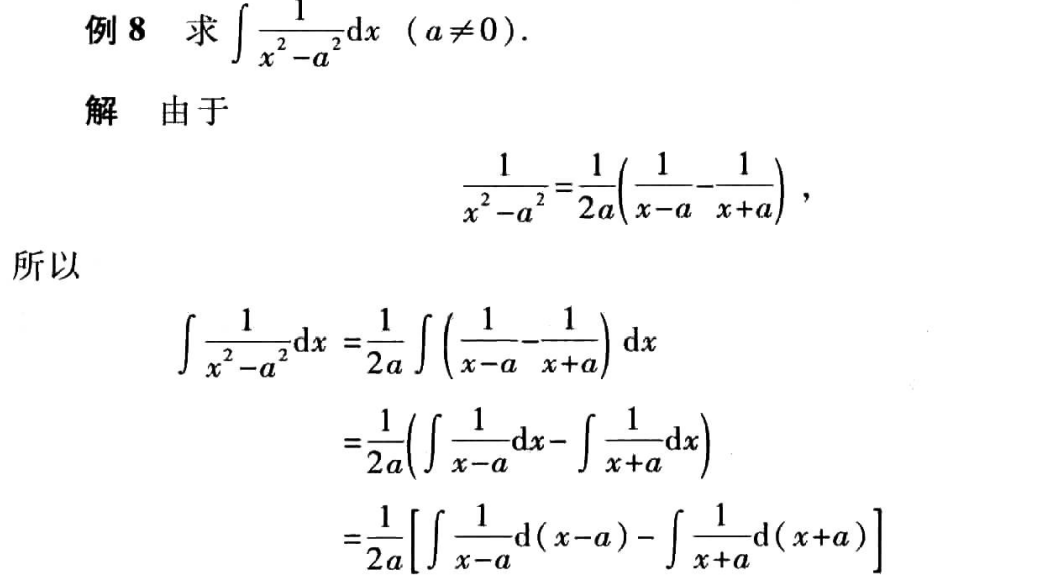 例 8 求 ∫ 1/(x²-a²) dx (a≠0).
解 由于
1/(x²-a²) = 1/(2a) (1/(x-a) - 1/(x+a)),
所以
∫ 1/(x²-a²) dx = 1/(2a) ∫ (1/(x-a) - 1/(x+a)) dx
= 1/(2a) (∫ 1/(x-a) dx - ∫ 1/(x+a) dx)
= 1/(2a) [∫ 1/(x-a) d(x-a) - ∫ 1/(x+a) d(x+a)]